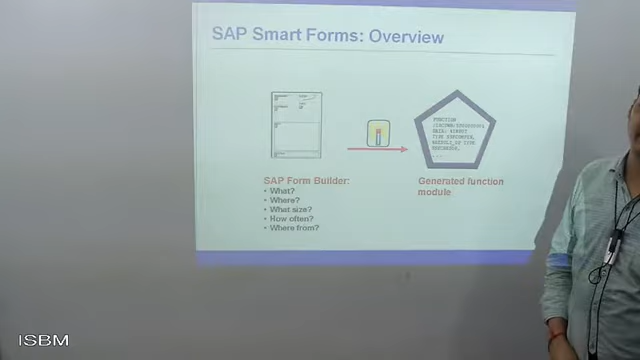 SAP Smart Forms: Overview
FUNCTION
SAP Form Builder:
• What?
• Where?
• What size?
• How often?
• Where from?
Generated function
module
ISBM